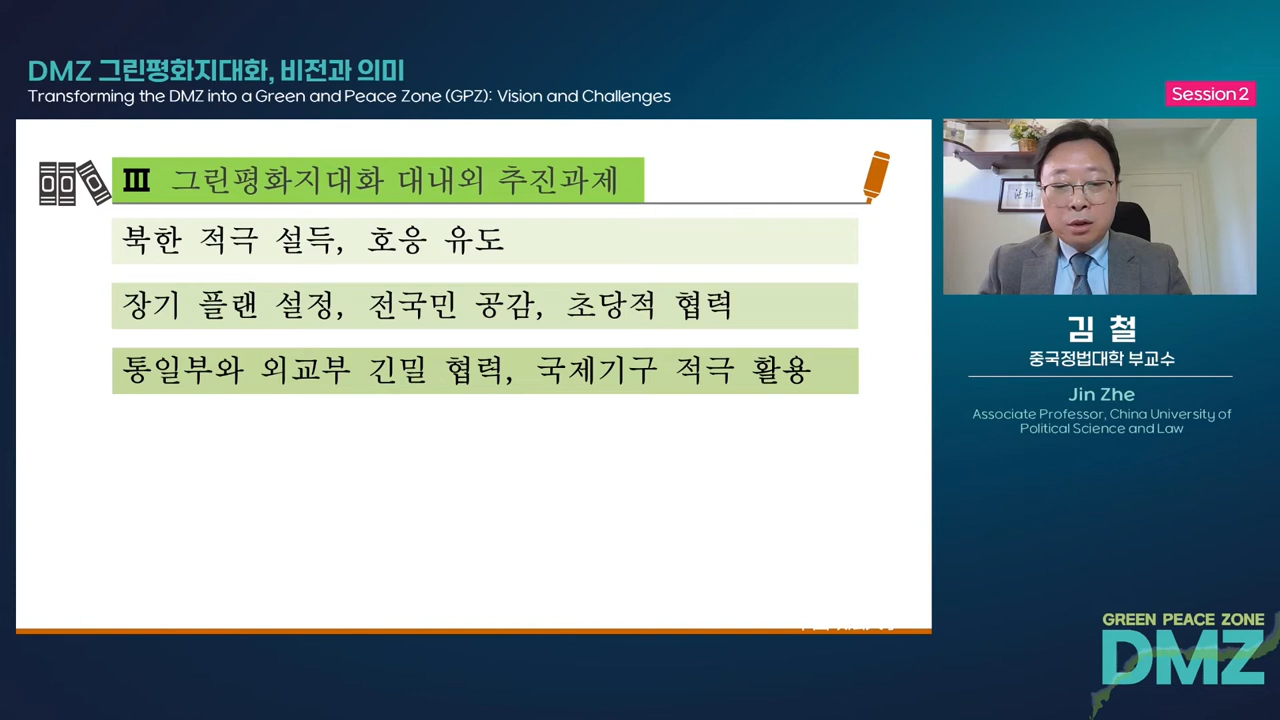 DMZ 그린평화지대화, 비전과 의미
Transforming the DMZ into a Green and Peace Zone (GPZ): Vision and Challenges
Session 2
Ⅲ 그린평화지대화 대내외 추진과제
북한 적극 설득, 호응 유도
장기 플랜 설정, 전국민 공감, 초당적 협력
통일부와 외교부 긴밀 협력, 국제기구 적극 활용
김 철
중국정법대학 부교수
Jin Zhe
Associate Professor, China University of
Political Science and Law
GREEN PEACE ZONE
DMZ